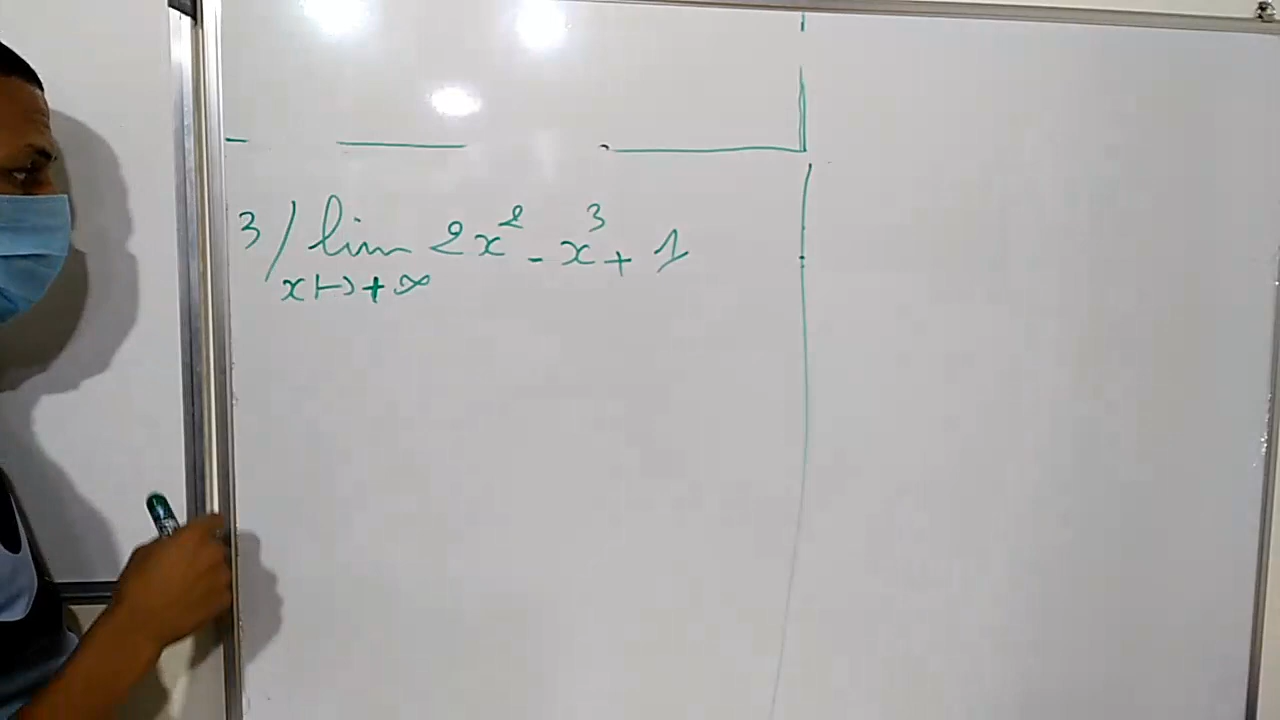 3/ lim 2x² - x³ + 1
x↦+∞